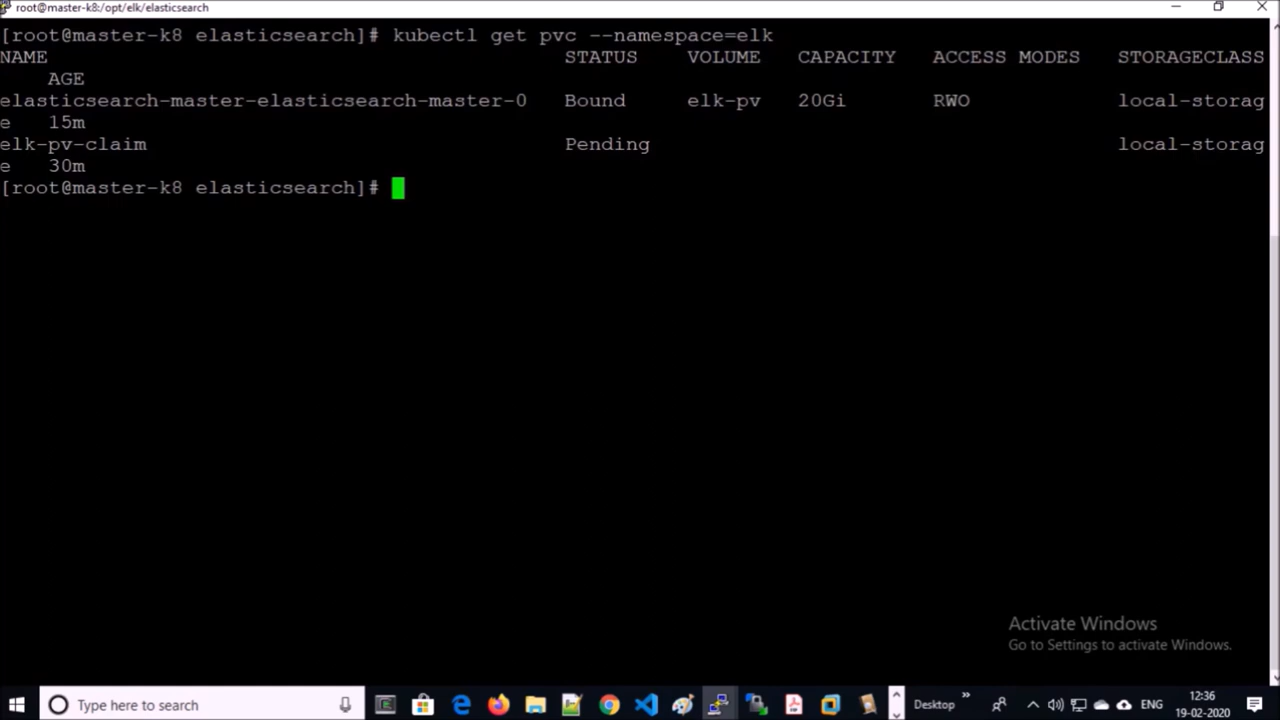 root@master-k8:/opt/elk/elasticsearch
[root@master-k8 elasticsearch]# kubectl get pvc --namespace=elk
NAME STATUS VOLUME CAPACITY ACCESS MODES STORAGECLASS
AGE
elasticsearch-master-elasticsearch-master-0 Bound elk-pv 20Gi RWO local-storag
e 15m
elk-pv-claim Pending local-storag
e 30m
[root@master-k8 elasticsearch]#
Activate Windows
Go to Settings to activate Windows.
Type here to search
Desktop
ENG
12:36
19-02-2020